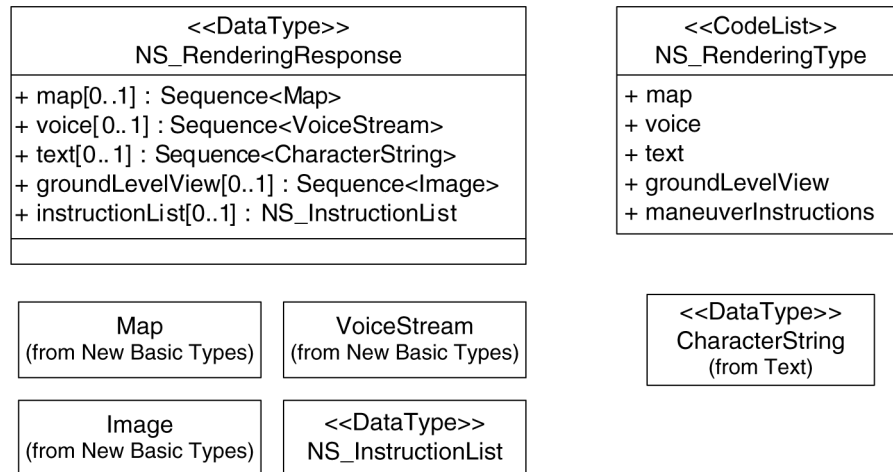 <<DataType>>
NS_RenderingResponse
+ map[0..1] : Sequence<Map>
+ voice[0..1] : Sequence<VoiceStream>
+ text[0..1] : Sequence<CharacterString>
+ groundLevelView[0..1] : Sequence<Image>
+ instructionList[0..1] : NS_InstructionList
<<CodeList>>
NS_RenderingType
+ map
+ voice
+ text
+ groundLevelView
+ maneuverInstructions
Map
(from New Basic Types)
VoiceStream
(from New Basic Types)
<<DataType>>
CharacterString
(from Text)
Image
(from New Basic Types)
<<DataType>>
NS_InstructionList